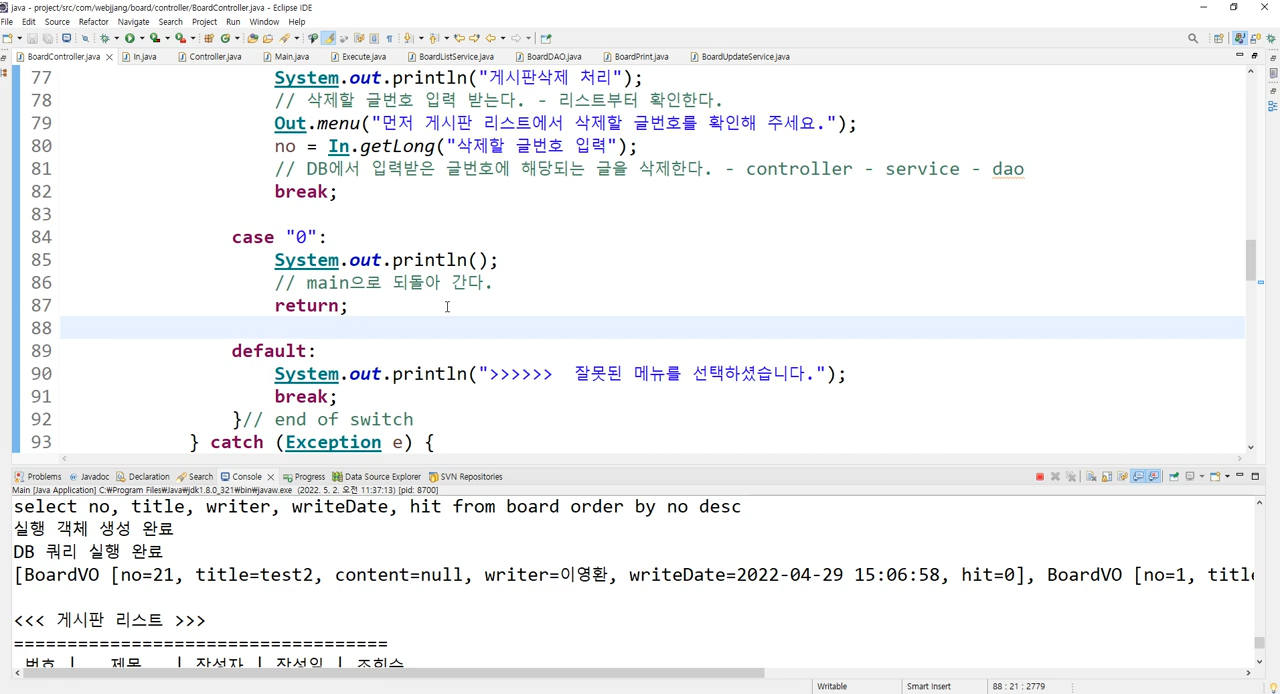 java - project/src/com/webjjang/board/controller/BoardController.java - Eclipse IDE
File Edit Source Refactor Navigate Search Project Run Window Help
BoardController.java In.java Controller.java Main.java Execute.java BoardListService.java BoardDAO.java BoardPrint.java BoardUpdateService.java
77 System.out.println("게시판삭제 처리");
78 // 삭제할 글번호 입력 받는다. - 리스트부터 확인한다.
79 Out.menu("먼저 게시판 리스트에서 삭제할 글번호를 확인해 주세요.");
80 no = In.getLong("삭제할 글번호 입력");
81 // DB에서 입력받은 글번호에 해당되는 글을 삭제한다. - controller - service - dao
82 break;
83
84 case "0":
85 System.out.println();
86 // main으로 되돌아 간다.
87 return;
88
89 default:
90 System.out.println(">>>>>> 잘못된 메뉴를 선택하셨습니다.");
91 break;
92 }// end of switch
93 } catch (Exception e) {
Problems Javadoc Declaration Search Console Progress Data Source Explorer SVN Repositories
Main [Java Application] C:₩Program Files₩Java₩jdk1.8.0_321₩bin₩javaw.exe (2022. 5. 2. 오전 11:37:13) [pid: 8700]
select no, title, writer, writeDate, hit from board order by no desc
실행 객체 생성 완료
DB 쿼리 실행 완료
[BoardVO [no=21, title=test2, content=null, writer=이영환, writeDate=2022-04-29 15:06:58, hit=0], BoardVO [no=1, title
<<< 게시판 리스트 >>>
===================================
번호 | 제목 | 작성자 | 작성일 | 조회수
Writable Smart Insert 88 : 21 : 2779